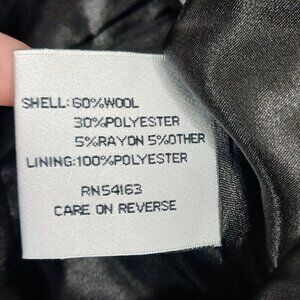 SHELL: 60%WOOL
30%POLYESTER
5%RAYON 5%OTHER
LINING:100%POLYESTER
RN54163
CARE ON REVERSE